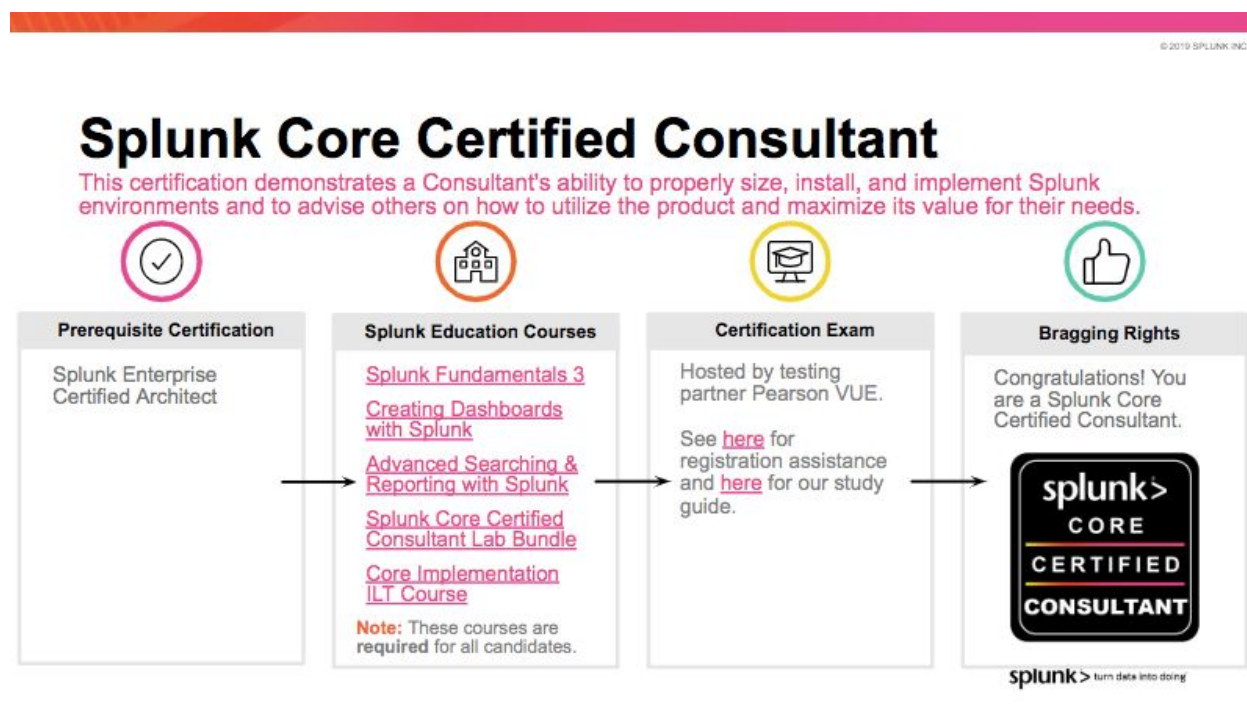 © 2019 SPLUNK INC
Splunk Core Certified Consultant
This certification demonstrates a Consultant's ability to properly size, install, and implement Splunk
environments and to advise others on how to utilize the product and maximize its value for their needs.
Prerequisite Certification
Splunk Enterprise
Certified Architect
Splunk Education Courses
Splunk Fundamentals 3
Creating Dashboards
with Splunk
Advanced Searching &
Reporting with Splunk
Splunk Core Certified
Consultant Lab Bundle
Core Implementation
ILT Course
Note: These courses are
required for all candidates.
Certification Exam
Hosted by testing
partner Pearson VUE.
See here for
registration assistance
and here for our study
guide.
Bragging Rights
Congratulations! You
are a Splunk Core
Certified Consultant.
splunk>
CORE
CERTIFIED
CONSULTANT
splunk> turn data into doing